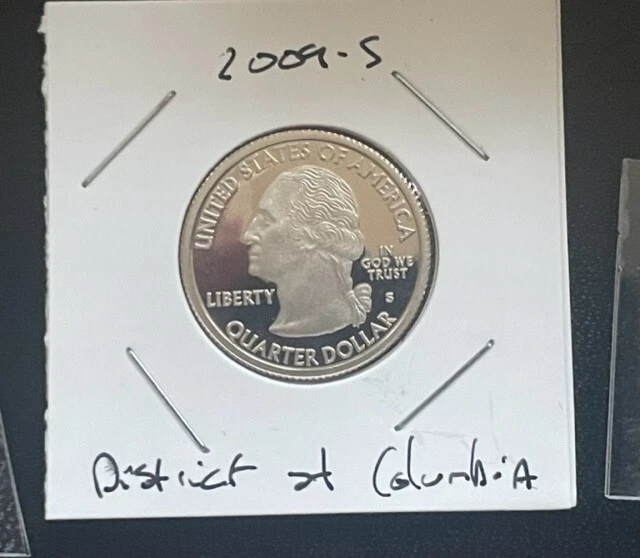 2009-S
UNITED STATES OF AMERICA
IN
GOD WE
TRUST
LIBERTY
S
QUARTER DOLLAR
District of Columbia